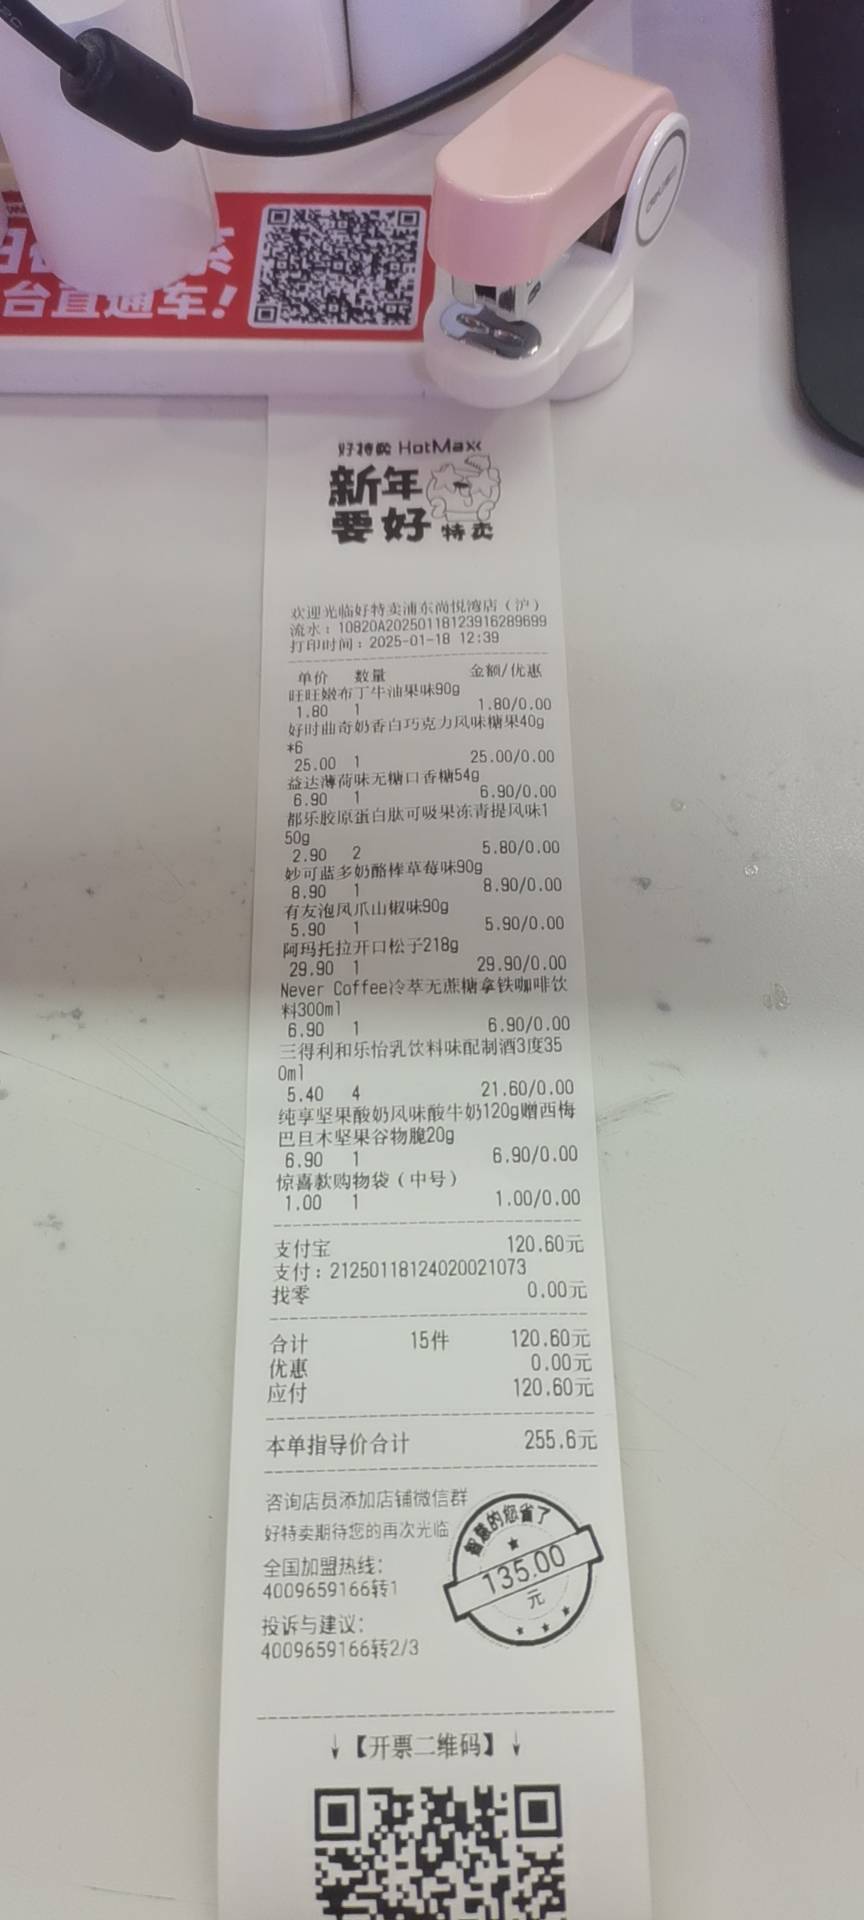 台直通车!
deli
好特卖 HotMaxx
新年
要好特卖
欢迎光临好特卖浦东尚悦湾店（沪）
流水：10820A20250118123916289699
打印时间：2025-01-18 12:39
单价 数量 金额/优惠
旺旺嫩布丁牛油果味90g
1.80 1 1.80/0.00
好时曲奇奶香白巧克力风味糖果40g
*6
25.00 1 25.00/0.00
益达薄荷味无糖口香糖54g
6.90 1 6.90/0.00
都乐胶原蛋白肽可吸果冻青提风味1
50g
2.90 2 5.80/0.00
妙可蓝多奶酪棒草莓味90g
8.90 1 8.90/0.00
有友泡凤爪山椒味90g
5.90 1 5.90/0.00
阿玛托拉开口松子218g
29.90 1 29.90/0.00
Never Coffee冷萃无蔗糖拿铁咖啡饮
料300ml
6.90 1 6.90/0.00
三得利和乐怡乳饮料味配制酒3度35
0ml
5.40 4 21.60/0.00
纯享坚果酸奶风味酸牛奶120g赠西梅
巴旦木坚果谷物脆20g
6.90 1 6.90/0.00
惊喜款购物袋（中号）
1.00 1 1.00/0.00
支付宝 120.60元
支付：21250118124020021073
找零 0.00元
合计 15件 120.60元
优惠 0.00元
应付 120.60元
本单指导价合计 255.6元
咨询店员添加店铺微信群
好特卖期待您的再次光临
全国加盟热线：
4009659166转1
投诉与建议：
4009659166转2/3
智慧的您省了
135.00
元
↓【开票二维码】↓